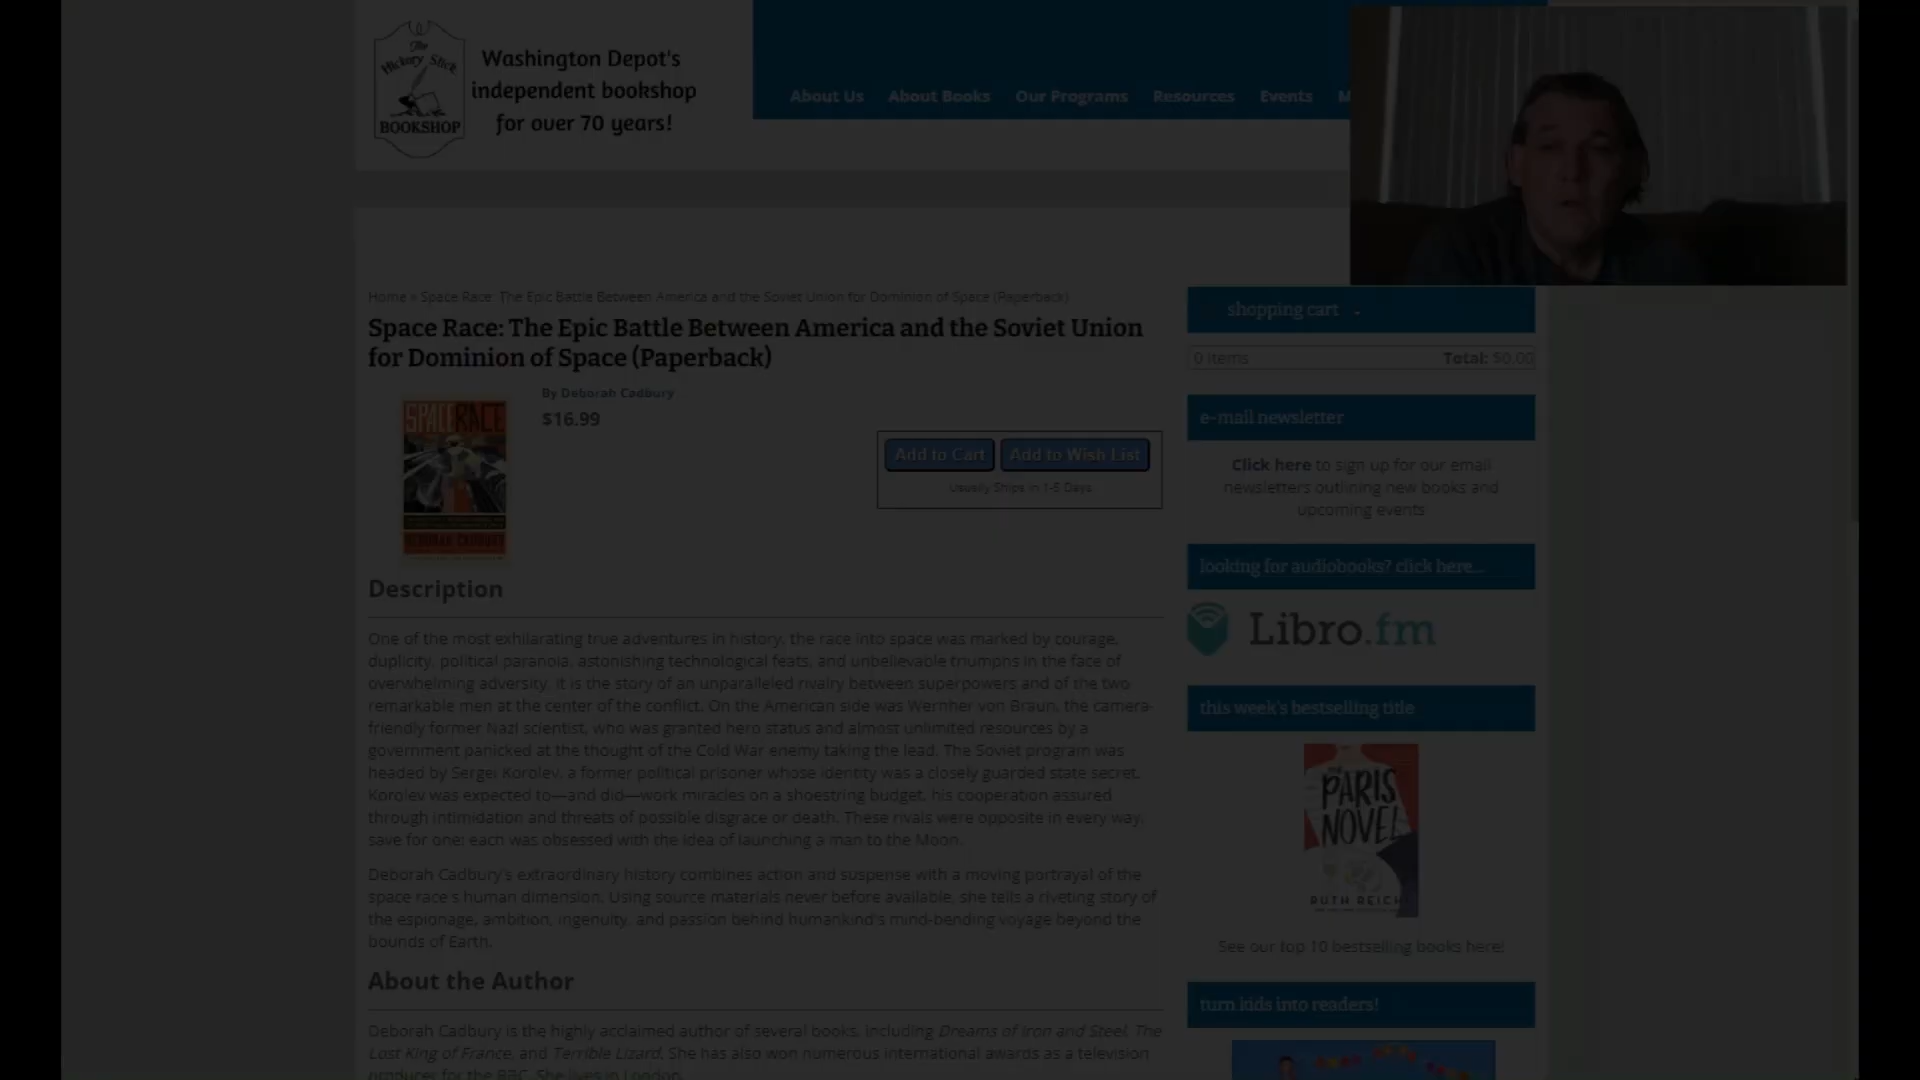 The
Hickory Stick
BOOKSHOP
Washington Depot's
independent bookshop
for over 70 years!
About Us About Books Our Programs Resources Events M
Home » Space Race: The Epic Battle Between America and the Soviet Union for Dominion of Space (Paperback)
Space Race: The Epic Battle Between America and the Soviet Union
for Dominion of Space (Paperback)
By Deborah Cadbury
$16.99
SPACE RACE
DEBORAH CADBURY
Add to Cart Add to Wish List
Usually Ships in 1-5 Days
Description
One of the most exhilarating true adventures in history, the race into space was marked by courage,
duplicity, political paranoia, astonishing technological feats, and unbelievable triumphs in the face of
overwhelming adversity. It is the story of an unparalleled rivalry between superpowers and of the two
remarkable men at the center of the conflict. On the American side was Wernher von Braun, the camera-
friendly former Nazi scientist, who was granted hero status and almost unlimited resources by a
government panicked at the thought of the Cold War enemy taking the lead. The Soviet program was
headed by Sergei Korolev, a former political prisoner whose identity was a closely guarded state secret.
Korolev was expected to—and did—work miracles on a shoestring budget, his cooperation assured
through intimidation and threats of possible disgrace or death. These rivals were opposite in every way,
save for one: each was obsessed with the idea of launching a man to the Moon.
Deborah Cadbury's extraordinary history combines action and suspense with a moving portrayal of the
space race's human dimension. Using source materials never before available, she tells a riveting story of
the espionage, ambition, ingenuity, and passion behind humankind's mind-bending voyage beyond the
bounds of Earth.
About the Author
Deborah Cadbury is the highly acclaimed author of several books, including Dreams of Iron and Steel, The
Lost King of France, and Terrible Lizard. She has also won numerous international awards as a television
producer for the BBC. She lives in London.
shopping cart
0 Items Total: $0.00
e-mail newsletter
Click here to sign up for our email
newsletters outlining new books and
upcoming events
looking for audiobooks? click here...
Libro.fm
this week's bestselling title
THE
PARIS
NOVEL
RUTH REICH
See our top 10 bestselling books here!
turn kids into readers!